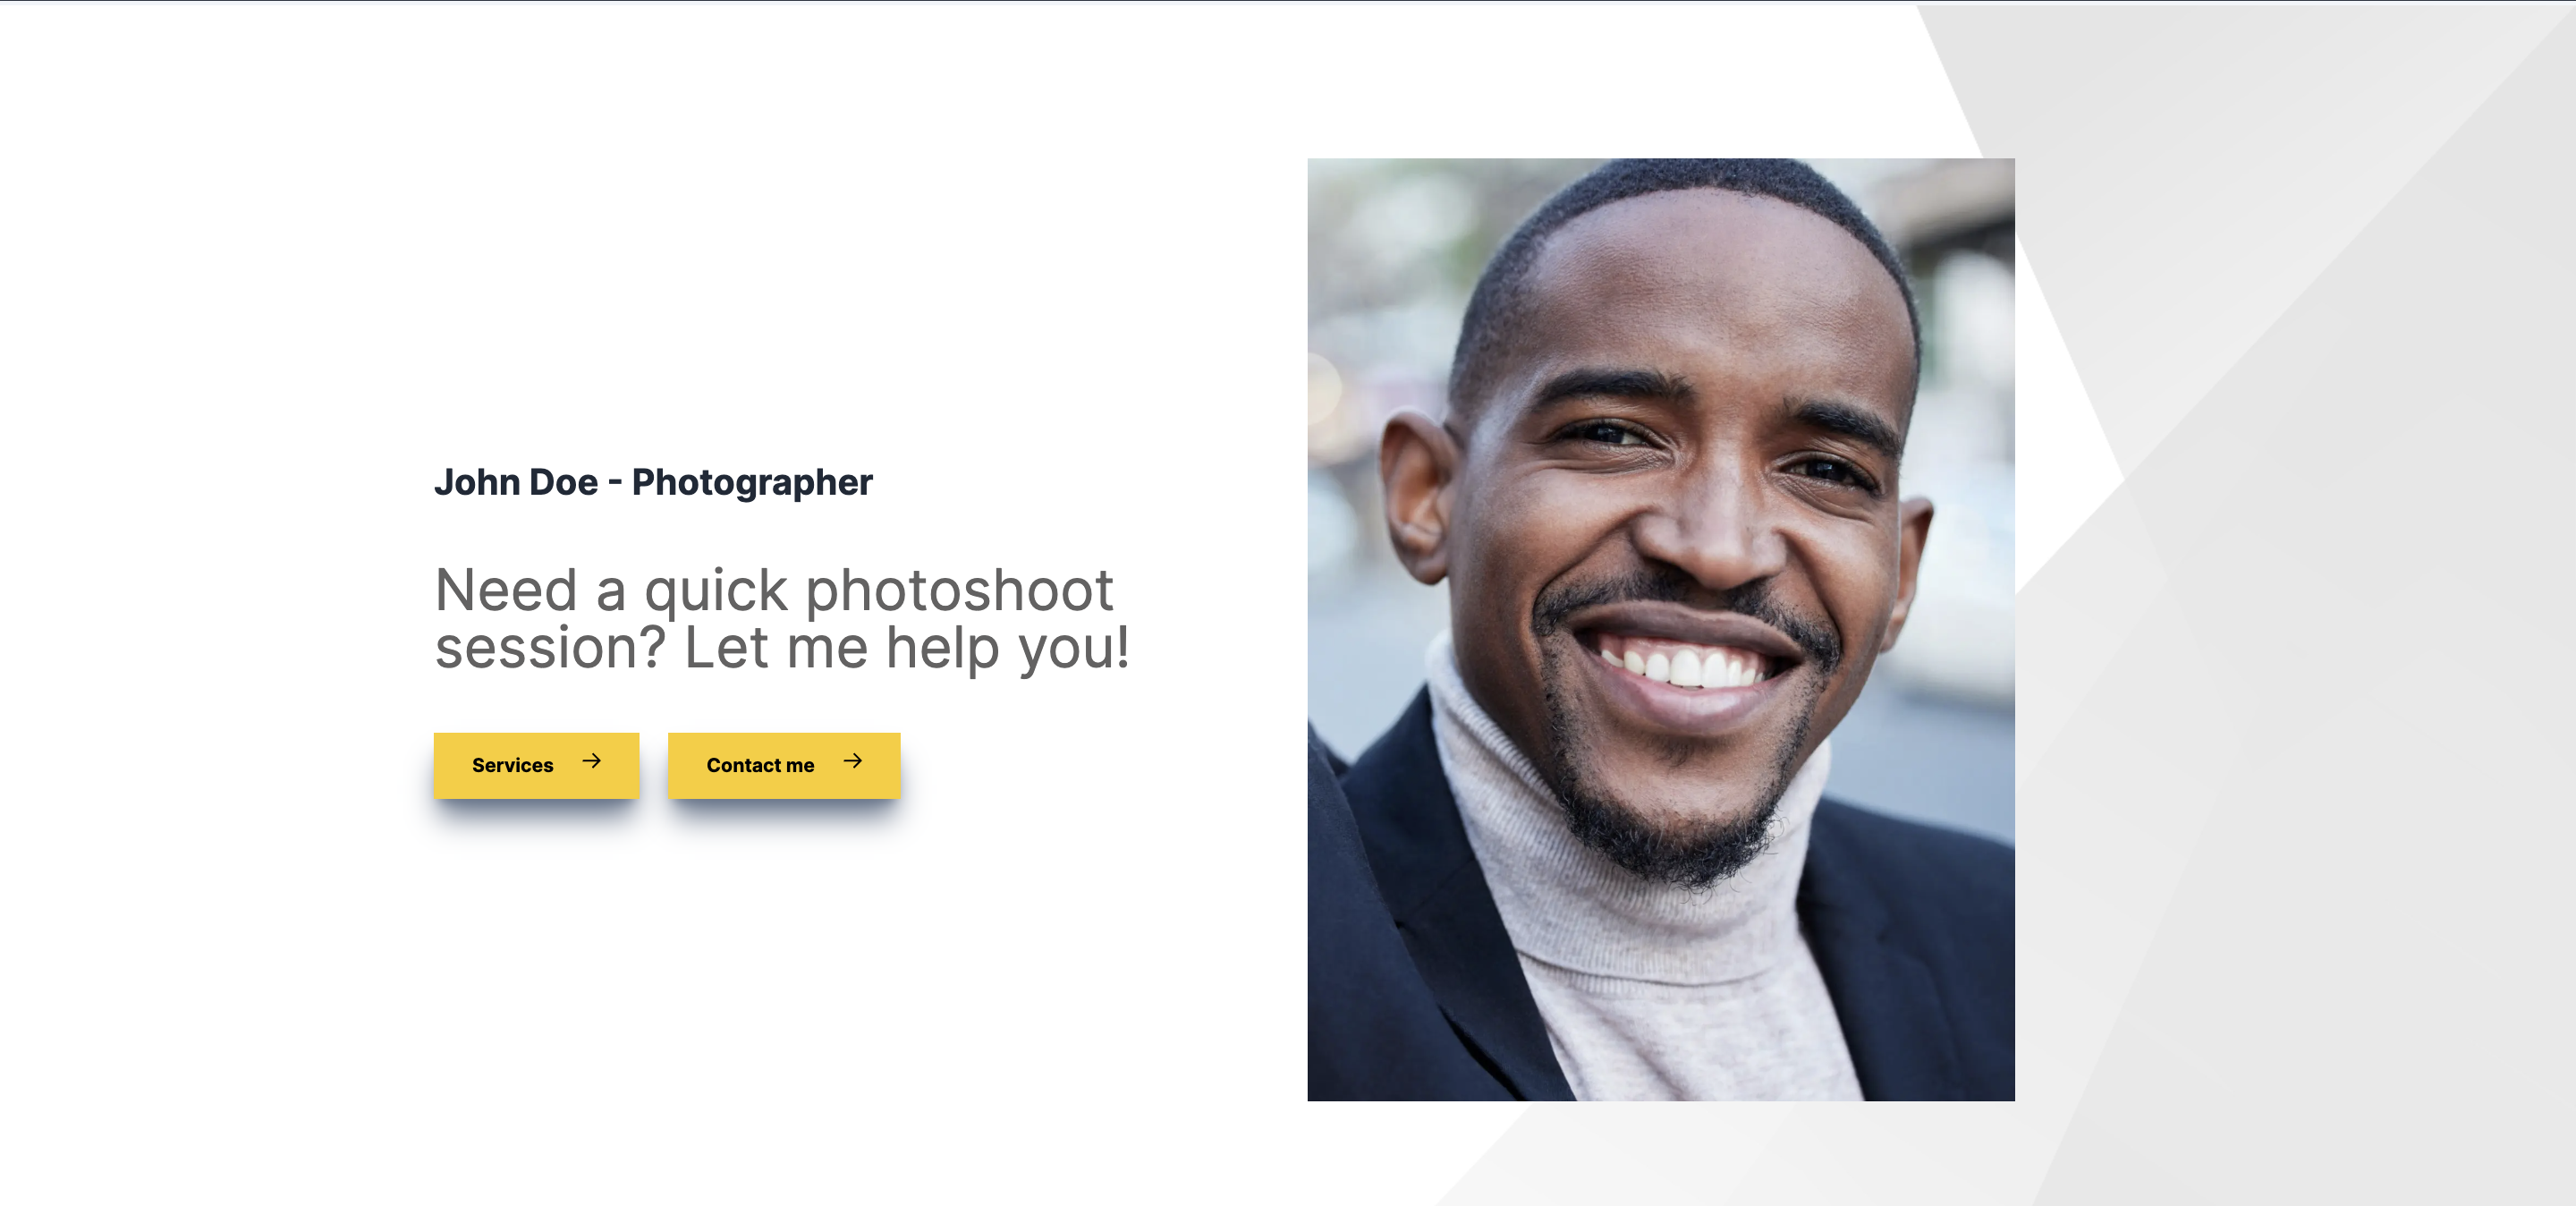 John Doe - Photographer
Need a quick photoshoot
session? Let me help you!
Services →
Contact me →